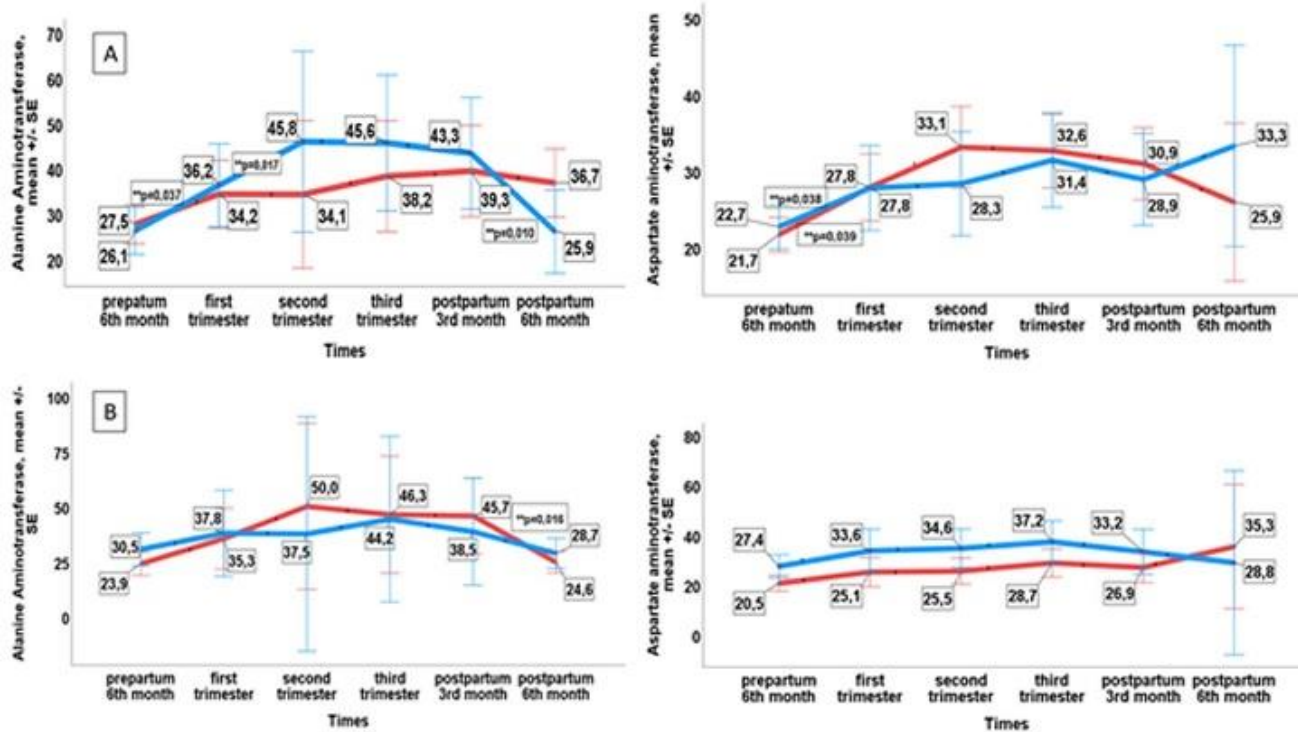 A
Alanine Aminotransferase,
mean +/- SE
70
60
50
40
30
20
27,5
26,1
**p=0,037
36,2
34,2
**p=0,017
45,8
34,1
45,6
38,2
43,3
39,3
**p=0,010
36,7
25,9
prepatum
6th month
first
trimester
second
trimester
third
trimester
postpartum
3rd month
postpartum
6th month
Times
Aspartate aminotransferase, mean
+/- SE
50
40
30
20
22,7
21,7
**p=0,038
**p=0,039
27,8
27,8
33,1
28,3
32,6
31,4
30,9
28,9
33,3
25,9
prepatum
6th month
first
trimester
second
trimester
third
trimester
postpartum
3rd month
postpartum
6th month
Times
B
Alanine Aminotransferase, mean +/-
SE
100
75
50
25
0
30,5
23,9
37,8
35,3
50,0
37,5
46,3
44,2
45,7
38,5
**p=0,016
28,7
24,6
prepartum
6th month
first
trimester
second
trimester
third
trimester
postpartum
3rd month
postpartum
6th month
Times
Aspartate aminotransferase,
mean +/- SE
80
60
40
20
0
27,4
20,5
33,6
25,1
34,6
25,5
37,2
28,7
33,2
26,9
35,3
28,8
prepartum
6th month
first
trimester
second
trimester
third
trimester
postpartum
3rd month
postpartum
6th month
Times